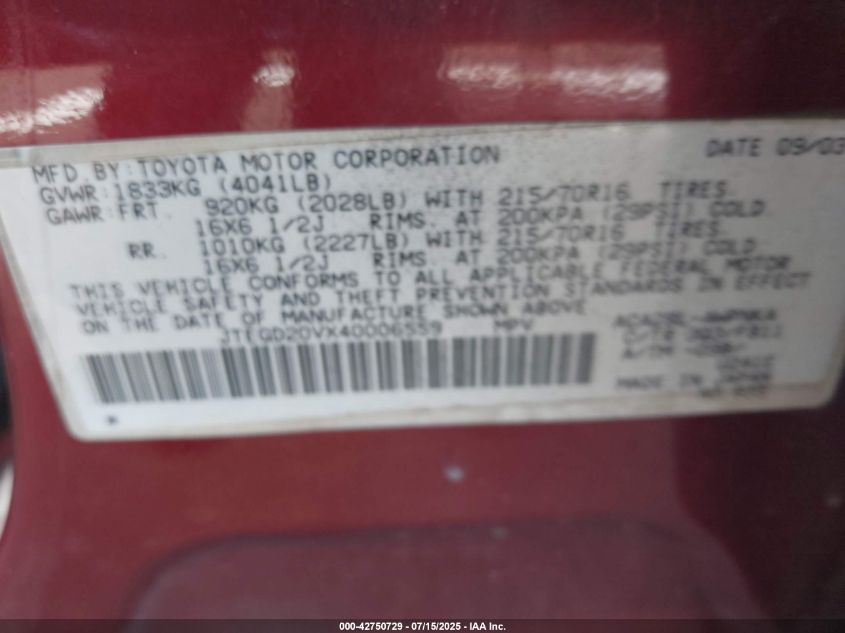 MFD. BY: TOYOTA MOTOR CORPORATION DATE 09/03
GVWR: 1833KG (4041LB)
GAWR: FRT. 920KG (2028LB) WITH 215/70R16 TIRES.
16X6 1/2J RIMS. AT 200KPA (29PSI) COLD
RR. 1010KG (2227LB) WITH 215/70R16 TIRES.
16X6 1/2J RIMS. AT 200KPA (29PSI) COLD.
THIS VEHICLE CONFORMS TO ALL APPLICABLE FEDERAL MOTOR
VEHICLE SAFETY AND THEFT PREVENTION STANDARDS IN EFFECT
ON THE DATE OF MANUFACTURE SHOWN ABOVE
JTEGD20VX40006559 MPV
MADE IN JAPAN
000-42750729 - 07/15/2025 - IAA Inc.